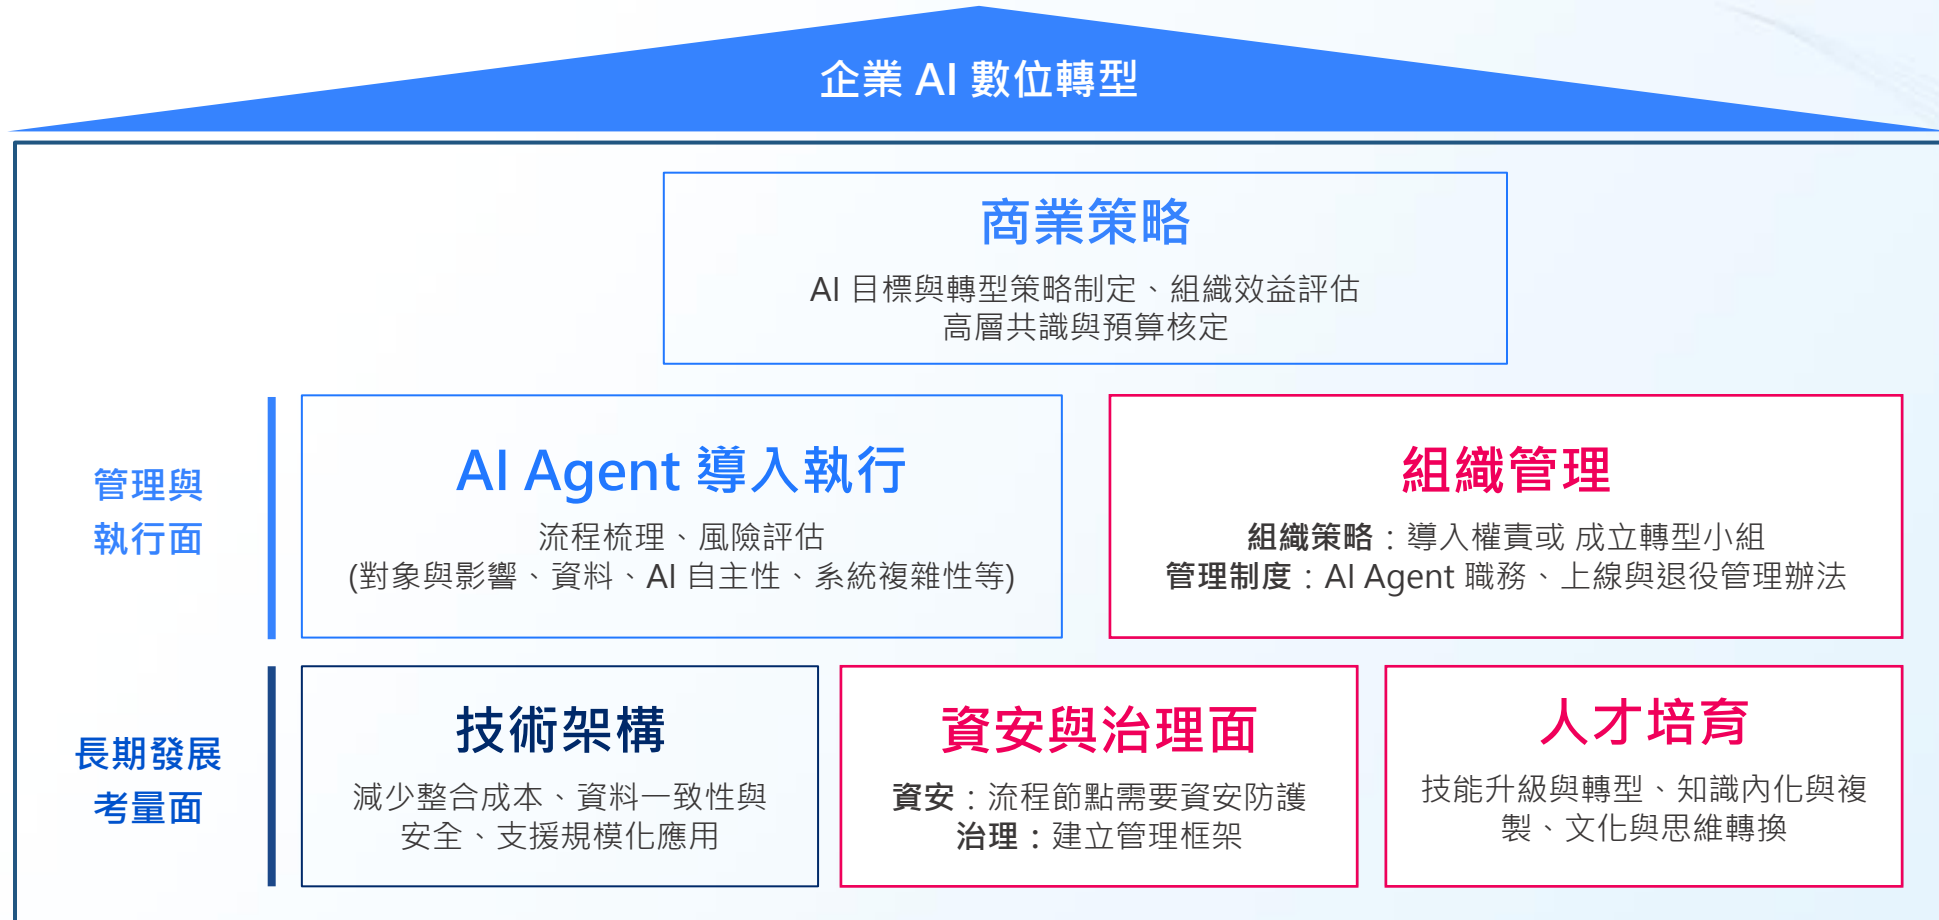 企業 AI 數位轉型
商業策略
AI 目標與轉型策略制定、組織效益評估
高層共識與預算核定
管理與
執行面
AI Agent 導入執行
流程梳理、風險評估
(對象與影響、資料、AI 自主性、系統複雜性等)
組織管理
組織策略：導入權責或 成立轉型小組
管理制度：AI Agent 職務、上線與退役管理辦法
長期發展
考量面
技術架構
減少整合成本、資料一致性與
安全、支援規模化應用
資安與治理面
資安：流程節點需要資安防護
治理：建立管理框架
人才培育
技能升級與轉型、知識內化與複
製、文化與思維轉換